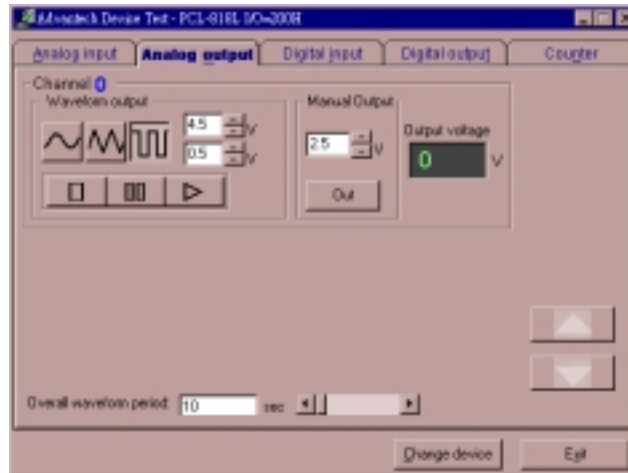 Advantech Device Test - PCL-818L I/O=200H
Analog input
Analog output
Digital input
Digital output
Counter
Channel 0
Waveform output
4.5 V
0.5 V
Manual Output
2.5 V
Out
Output voltage
0 V
Overall waveform period: 10 sec
Change device
Exit